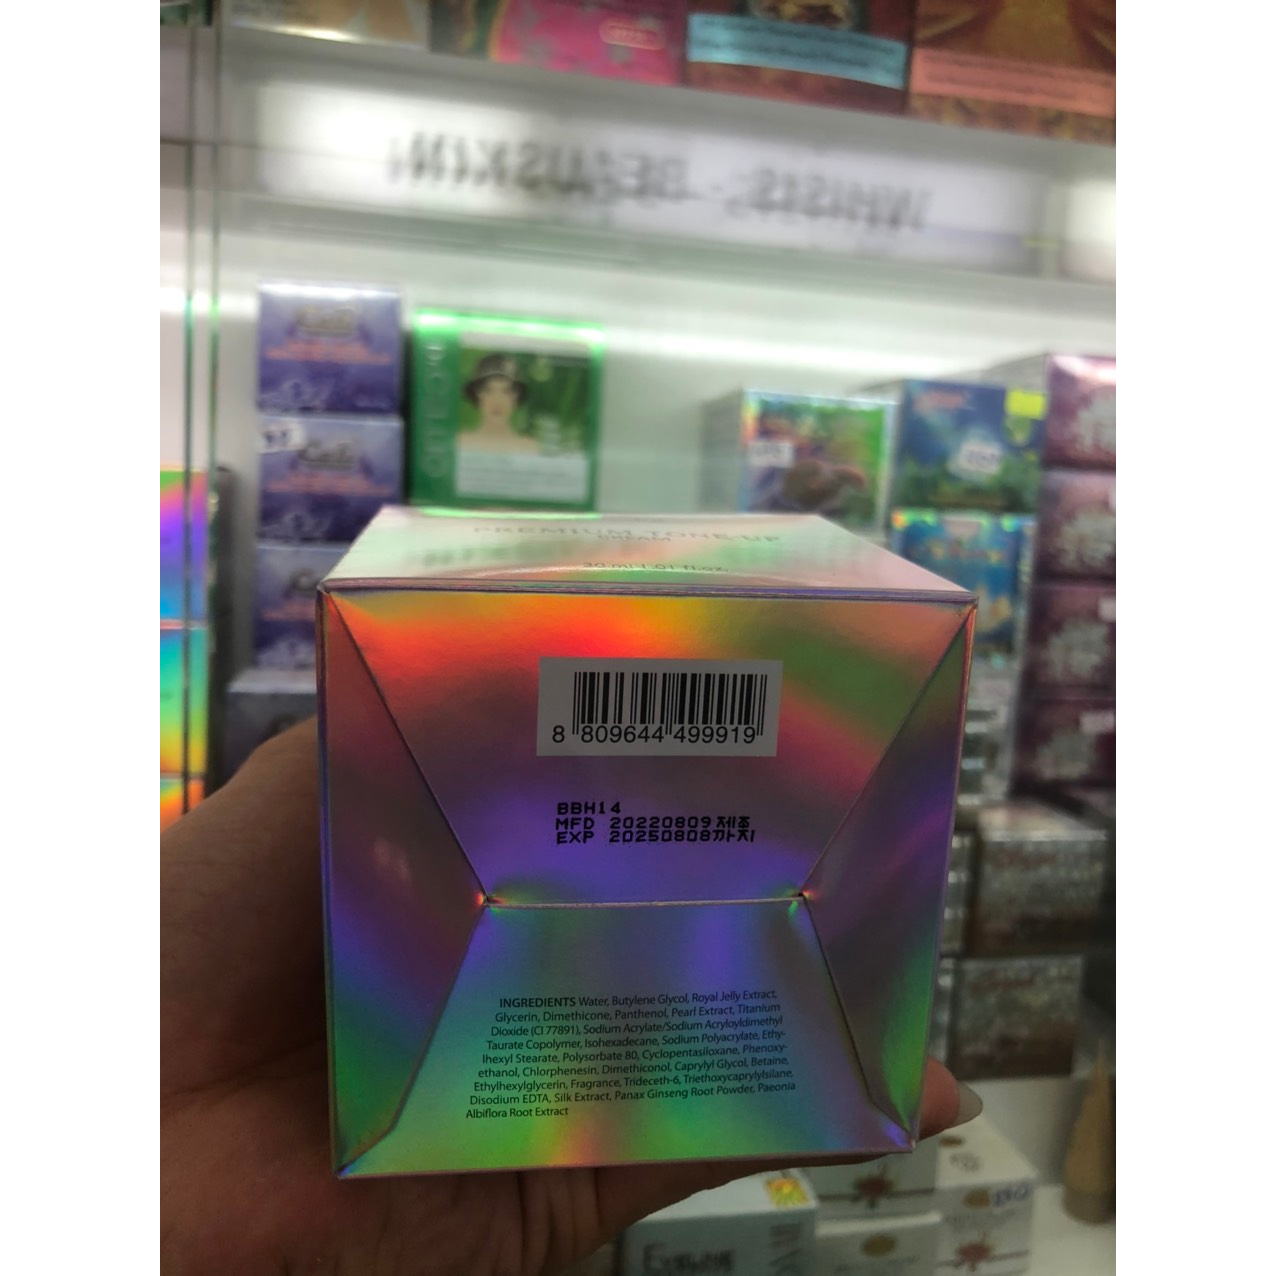 PREMIUM TONE-UP
CREAM
30 ml / 1.01 fl.oz.
8 809644 499919
BBH14
MFD 20220809 제조
EXP 20250808까지
INGREDIENTS Water, Butylene Glycol, Royal Jelly Extract,
Glycerin, Dimethicone, Panthenol, Pearl Extract, Titanium
Dioxide (CI 77891), Sodium Acrylate/Sodium Acryloyldimethyl
Taurate Copolymer, Isohexadecane, Sodium Polyacrylate, Ethy-
lhexyl Stearate, Polysorbate 80, Cyclopentasiloxane, Phenoxy-
ethanol, Chlorphenesin, Dimethiconol, Caprylyl Glycol, Betaine,
Ethylhexylglycerin, Fragrance, Trideceth-6, Triethoxycaprylylsilane,
Disodium EDTA, Silk Extract, Panax Ginseng Root Powder, Paeonia
Albiflora Root Extract